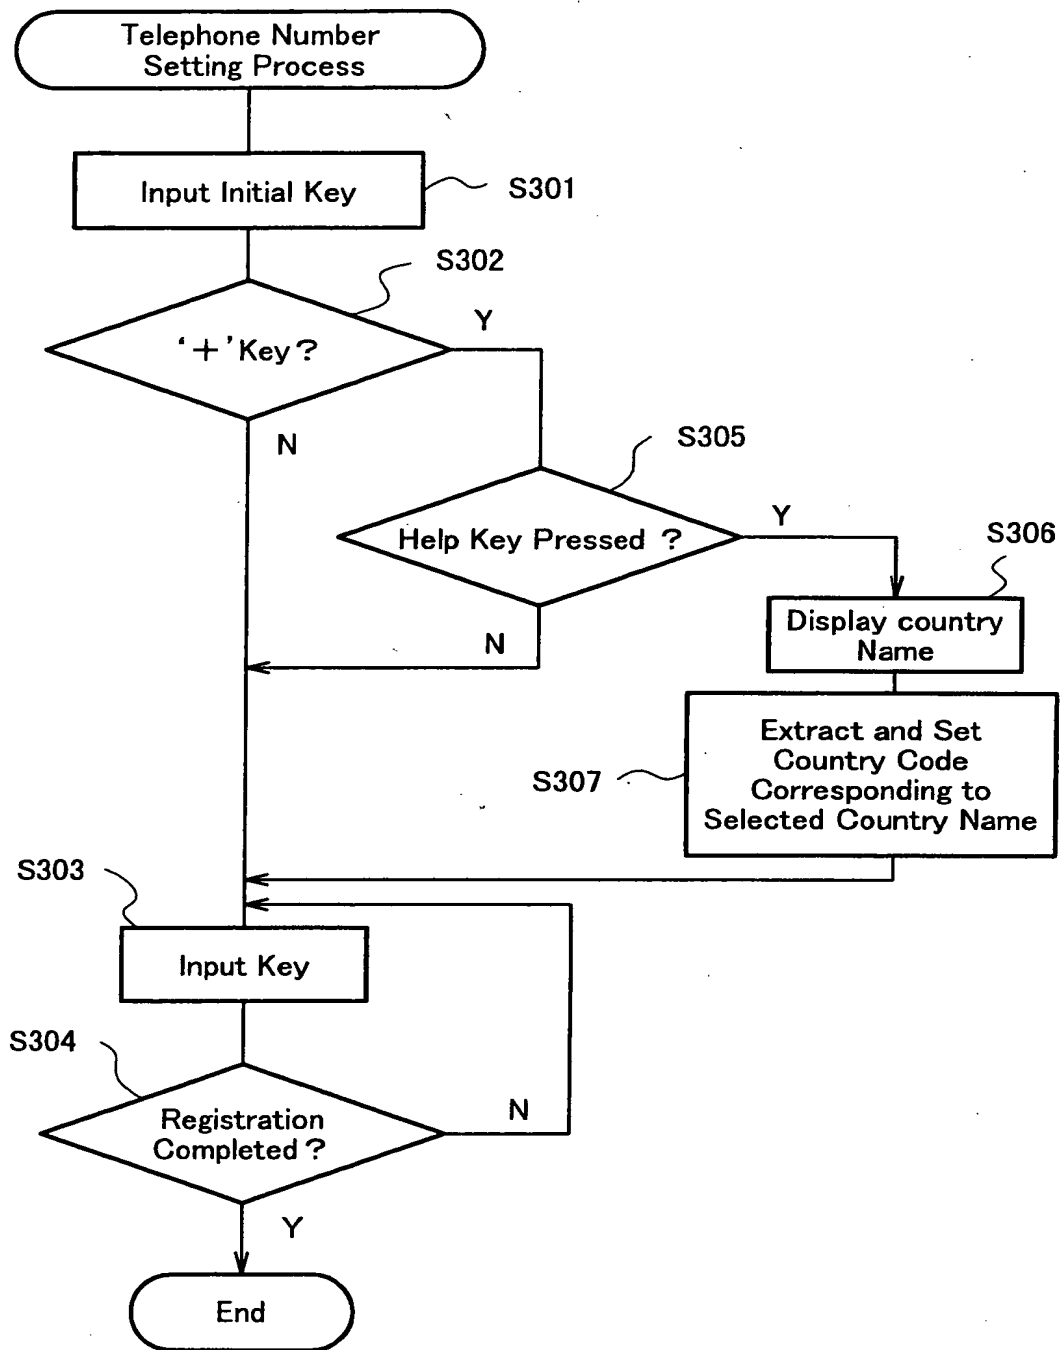 Telephone Number
Setting Process
Input Initial Key
S301
S302
‘+’ Key?
Y
N
S305
Help Key Pressed ?
Y
N
S306
Display country
Name
S307
Extract and Set
Country Code
Corresponding to
Selected Country Name
S303
Input Key
S304
Registration
Completed?
N
Y
End